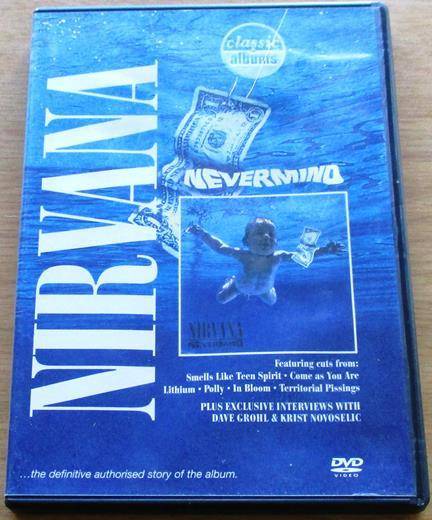 classic
albums
NIRVANA
NEVERMIND
NIRVANA
NEVERMIND
Featuring cuts from:
Smells Like Teen Spirit • Come as You Are
Lithium • Polly • In Bloom • Territorial Pissings
PLUS EXCLUSIVE INTERVIEWS WITH
DAVE GROHL & KRIST NOVOSELIC
...the definitive authorised story of the album.
DVD
VIDEO